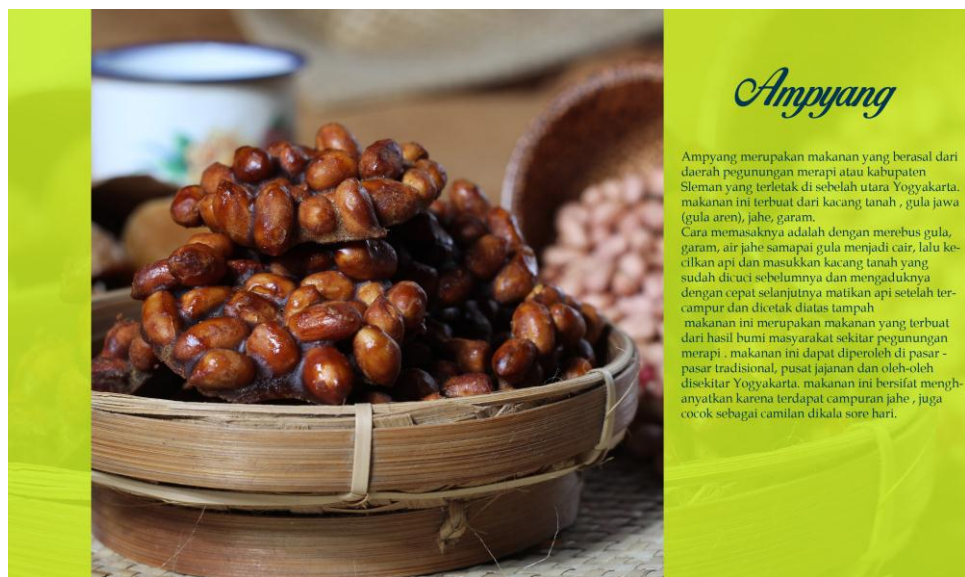 Ampyang
Ampyang merupakan makanan yang berasal dari
daerah pegunungan merapi atau kabupaten
Sleman yang terletak di sebelah utara Yogyakarta.
makanan ini terbuat dari kacang tanah , gula jawa
(gula aren), jahe, garam.
Cara memasaknya adalah dengan merebus gula,
garam, air jahe samapai gula menjadi cair, lalu ke-
cilkan api dan masukkan kacang tanah yang
sudah dicuci sebelumnya dan mengaduknya
dengan cepat selanjutnya matikan api setelah ter-
campur dan dicetak diatas tampah
makanan ini merupakan makanan yang terbuat
dari hasil bumi masyarakat sekitar pegunungan
merapi . makanan ini dapat diperoleh di pasar -
pasar tradisional, pusat jajanan dan oleh-oleh
disekitar Yogyakarta. makanan ini bersifat mengh-
anyatkan karena terdapat campuran jahe , juga
cocok sebagai camilan dikala sore hari.